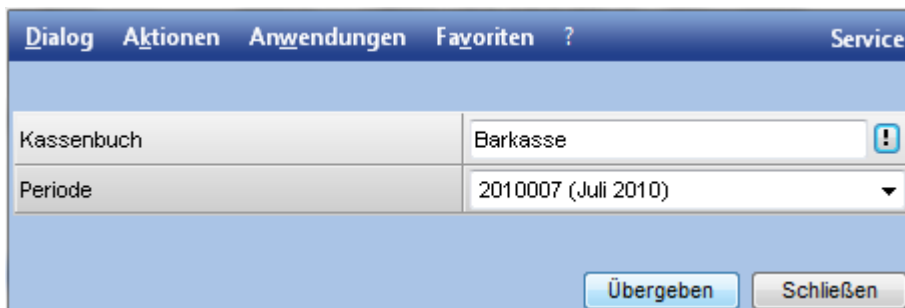 Dialog Aktionen Anwendungen Favoriten ? Service
Kassenbuch Barkasse !
Periode 2010007 (Juli 2010)
Übergeben Schließen